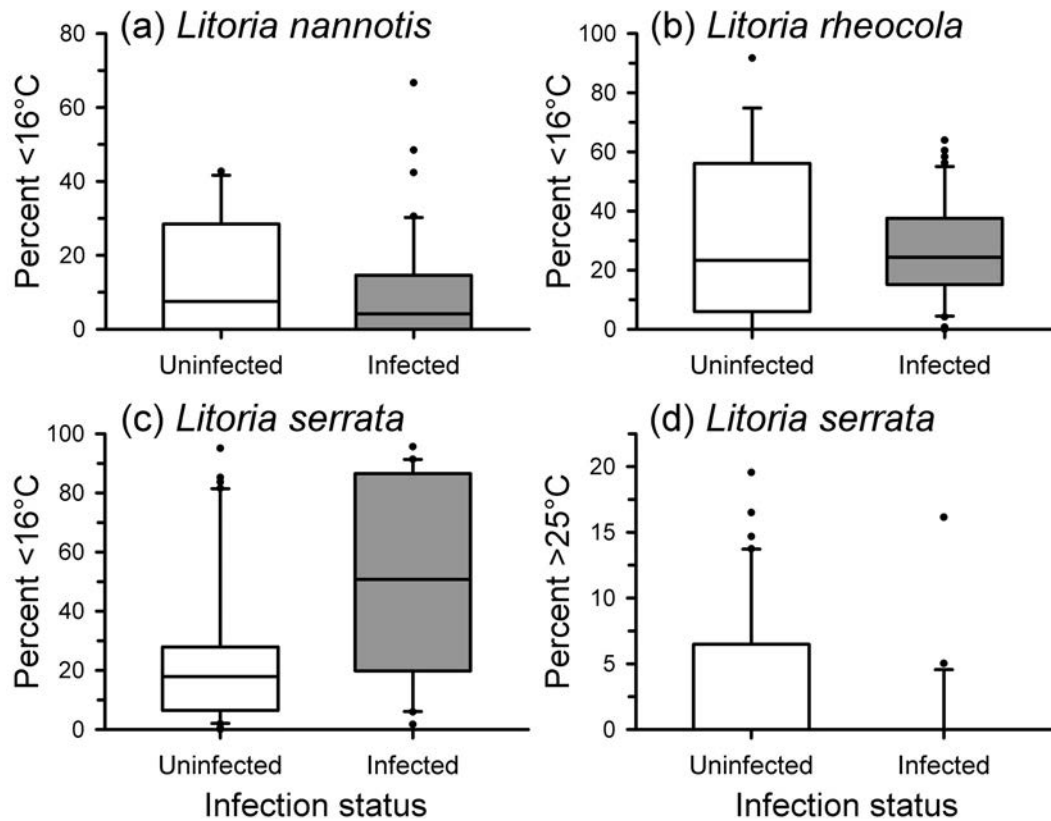 (a) Litoria nannotis
Percent <16°C
80
60
40
20
0
Uninfected Infected
(b) Litoria rheocola
Percent <16°C
100
80
60
40
20
0
Uninfected Infected
(c) Litoria serrata
Percent <16°C
100
80
60
40
20
0
Uninfected Infected
Infection status
(d) Litoria serrata
Percent >25°C
20
15
10
5
0
Uninfected Infected
Infection status